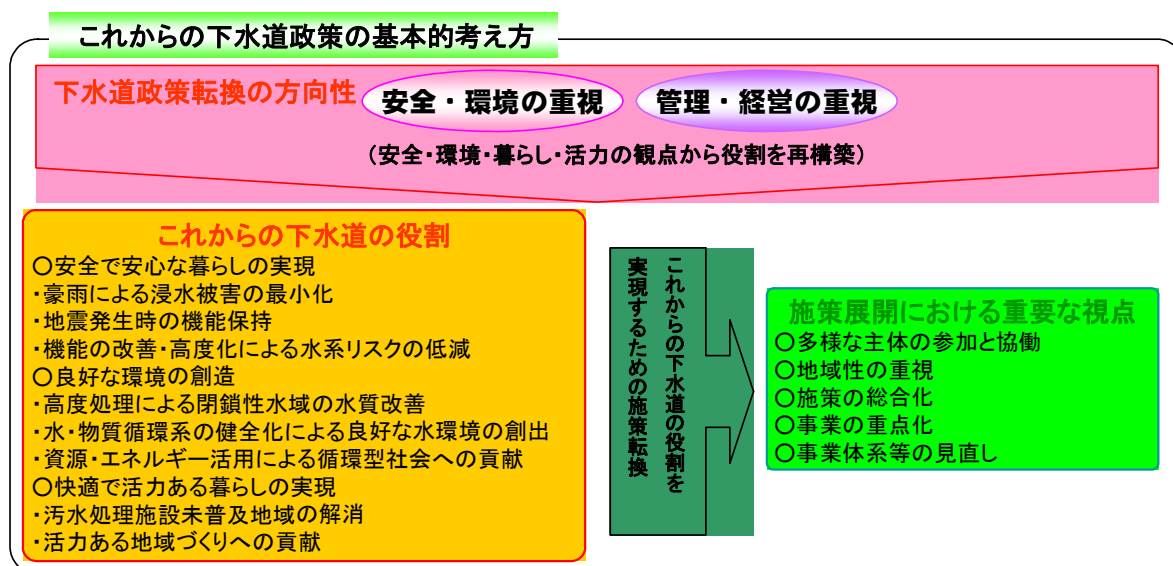 これからの下水道政策の基本的考え方
下水道政策転換の方向性
安全・環境の重視
管理・経営の重視
（安全・環境・暮らし・活力の観点から役割を再構築）
これからの下水道の役割
〇安全で安心な暮らしの実現
・豪雨による浸水被害の最小化
・地震発生時の機能保持
・機能の改善・高度化による水系リスクの低減
〇良好な環境の創造
・高度処理による閉鎖性水域の水質改善
・水・物質循環系の健全化による良好な水環境の創出
・資源・エネルギー活用による循環型社会への貢献
〇快適で活力ある暮らしの実現
・汚水処理施設未普及地域の解消
・活力ある地域づくりへの貢献
これからの下水道の役割を
実現するための施策転換
施策展開における重要な視点
〇多様な主体の参加と協働
〇地域性の重視
〇施策の総合化
〇事業の重点化
〇事業体系等の見直し